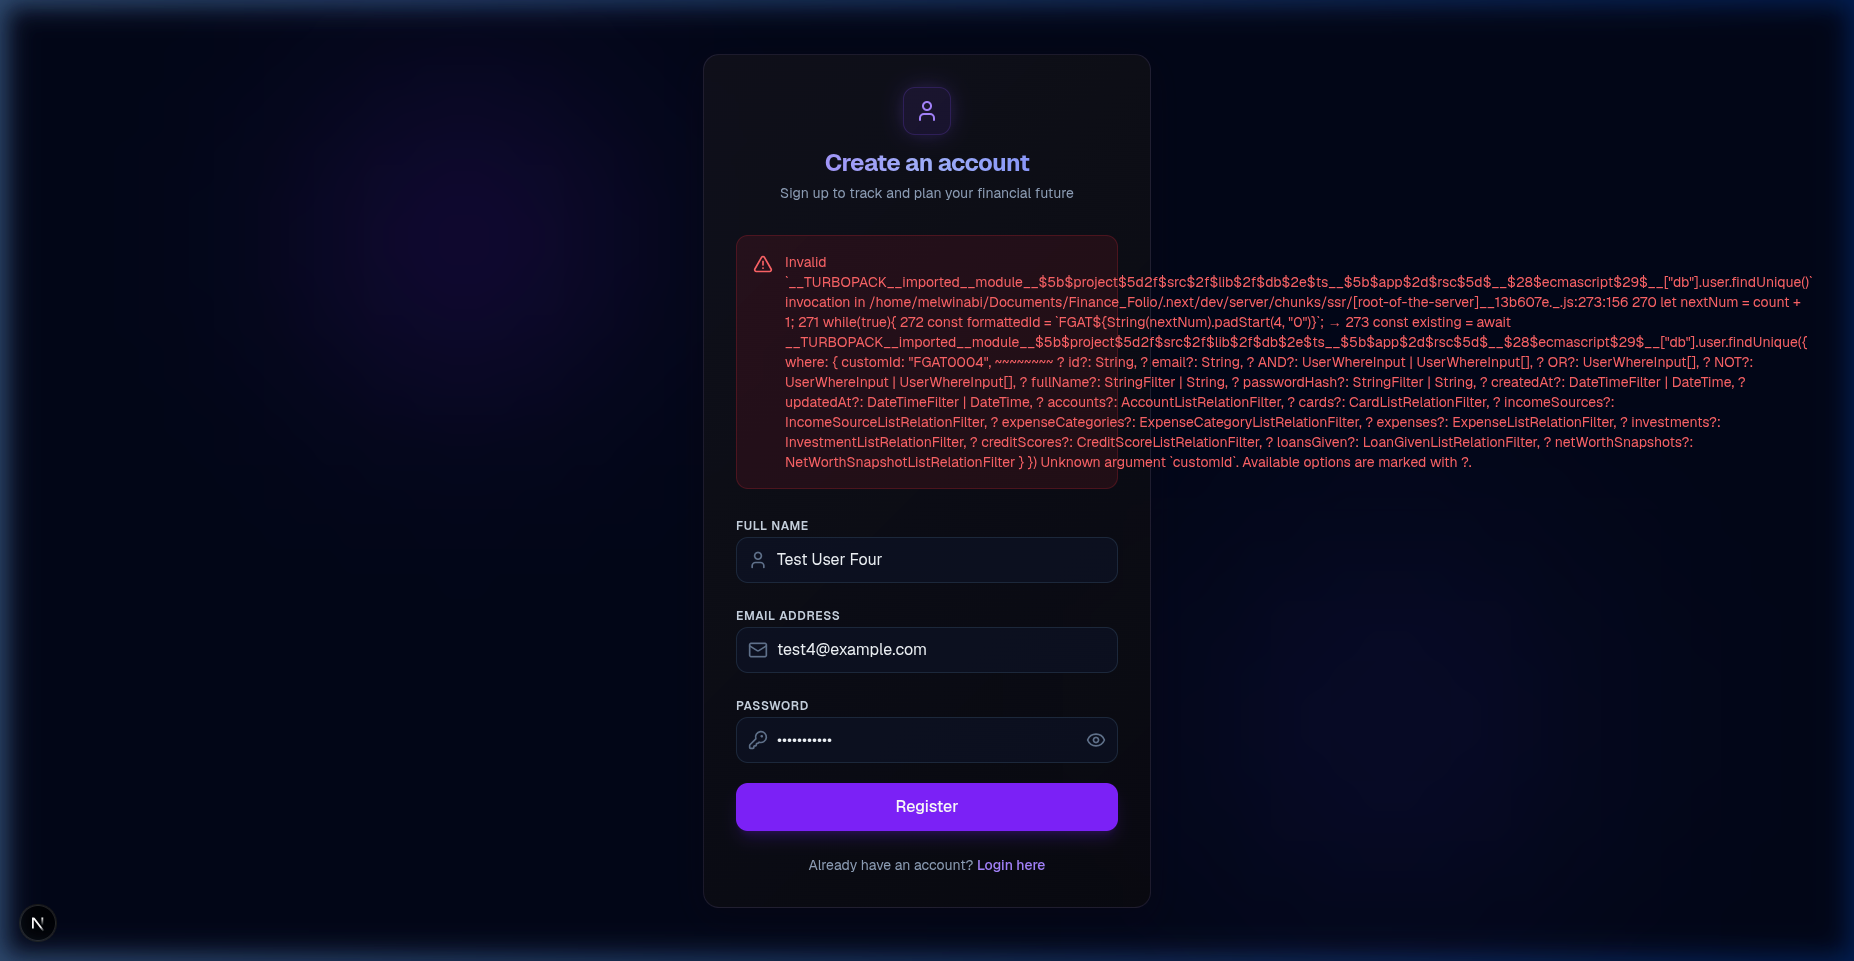 Create an account
Sign up to track and plan your financial future
Invalid
`__TURBOPACK__imported__module__$5b$project$5d2f$src$2f$lib$2f$db$2e$ts__$5b$app$2d$rsc$5d$__$28$ecmascript$29$__["db"].user.findUnique()`
invocation in /home/melwinabi/Documents/Finance_Folio/.next/dev/server/chunks/ssr/[root-of-the-server]__13b607e._.js:273:156 270 let nextNum = count +
1; 271 while(true){ 272 const formattedId = `FGAT${String(nextNum).padStart(4, "0")}`; → 273 const existing = await
__TURBOPACK__imported__module__$5b$project$5d2f$src$2f$lib$2f$db$2e$ts__$5b$app$2d$rsc$5d$__$28$ecmascript$29$__["db"].user.findUnique({
where: { customId: "FGAT0004", ~~~~~~~~ ? id?: String, ? email?: String, ? AND?: UserWhereInput | UserWhereInput[], ? OR?: UserWhereInput[], ? NOT?:
UserWhereInput | UserWhereInput[], ? fullName?: StringFilter | String, ? passwordHash?: StringFilter | String, ? createdAt?: DateTimeFilter | DateTime, ?
updatedAt?: DateTimeFilter | DateTime, ? accounts?: AccountListRelationFilter, ? cards?: CardListRelationFilter, ? incomeSources?:
IncomeSourceListRelationFilter, ? expenseCategories?: ExpenseCategoryListRelationFilter, ? expenses?: ExpenseListRelationFilter, ? investments?:
InvestmentListRelationFilter, ? creditScores?: CreditScoreListRelationFilter, ? loansGiven?: LoanGivenListRelationFilter, ? netWorthSnapshots?:
NetWorthSnapshotListRelationFilter } }) Unknown argument `customId`. Available options are marked with ?.
FULL NAME
Test User Four
EMAIL ADDRESS
test4@example.com
PASSWORD
•••••••••••
Register
Already have an account? Login here
N